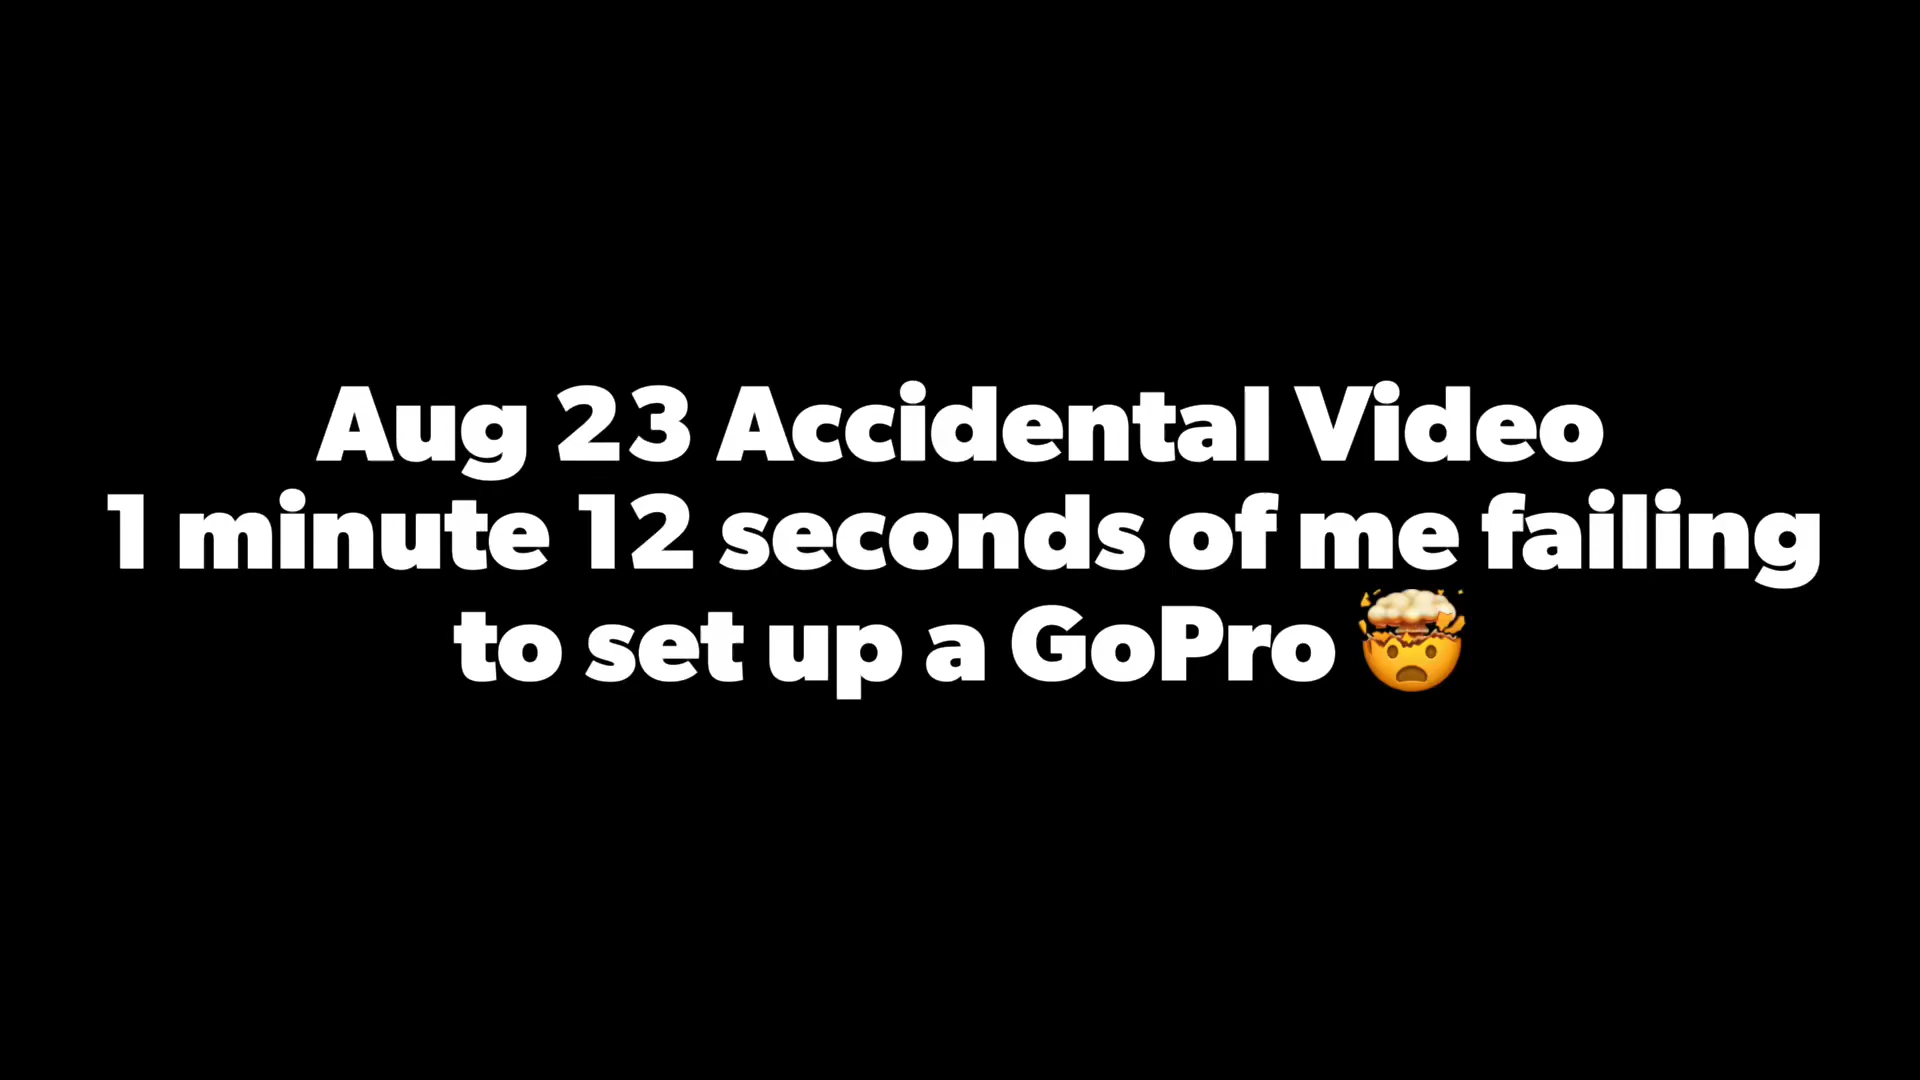 Aug 23 Accidental Video
1 minute 12 seconds of me failing
to set up a GoPro 🤯